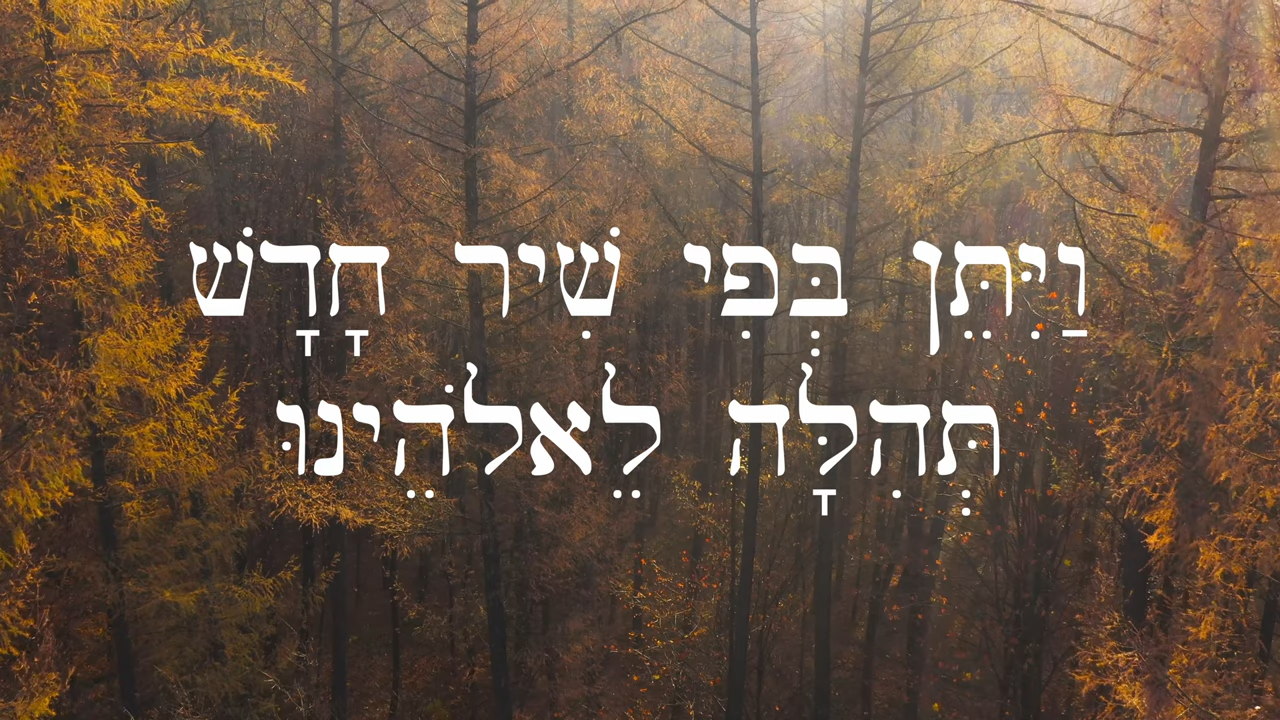 וַיִּתֵּן בְּפִי שִׁיר חָדָשׁ
תְּהִלָּה לֵאלֹהֵינוּ